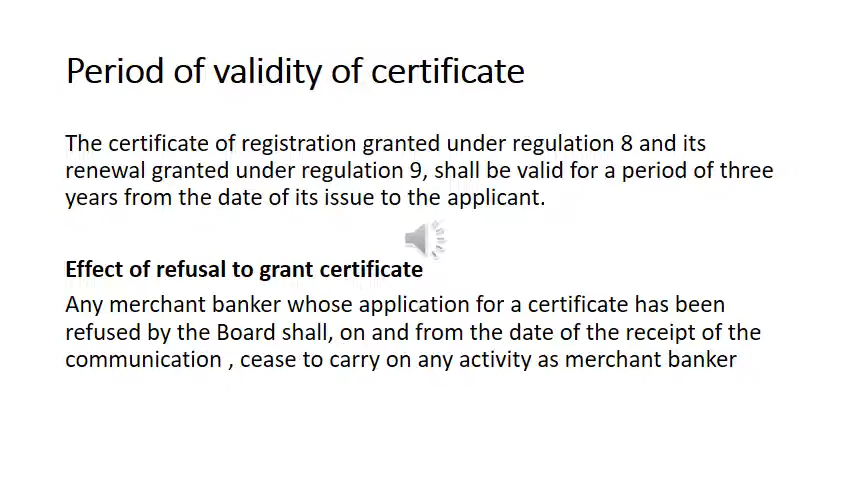 Period of validity of certificate
The certificate of registration granted under regulation 8 and its
renewal granted under regulation 9, shall be valid for a period of three
years from the date of its issue to the applicant.
Effect of refusal to grant certificate
Any merchant banker whose application for a certificate has been
refused by the Board shall, on and from the date of the receipt of the
communication , cease to carry on any activity as merchant banker